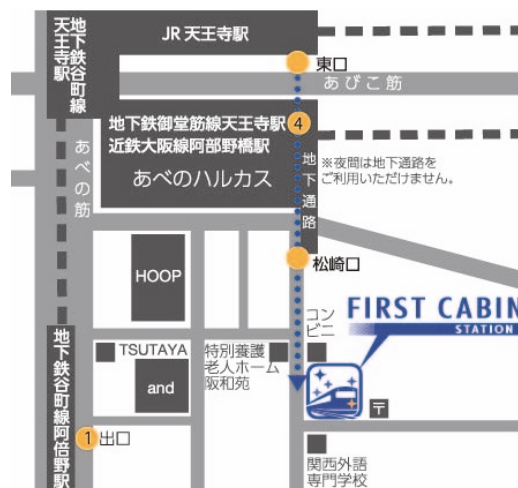 JR 天王寺駅
地下鉄谷町線
天王寺駅
東口
あびこ筋
地下鉄御堂筋線天王寺駅
4
近鉄大阪線阿部野橋駅
あべのハルカス
あべの筋
地下通路
※夜間は地下通路を
ご利用いただけません。
松崎口
HOOP
コン
ビニ
FIRST CABIN
STATION
TSUTAYA
特別養護
老人ホーム
阪和苑
and
〒
地下鉄谷町線阿倍野駅
1 出口
関西外語
専門学校